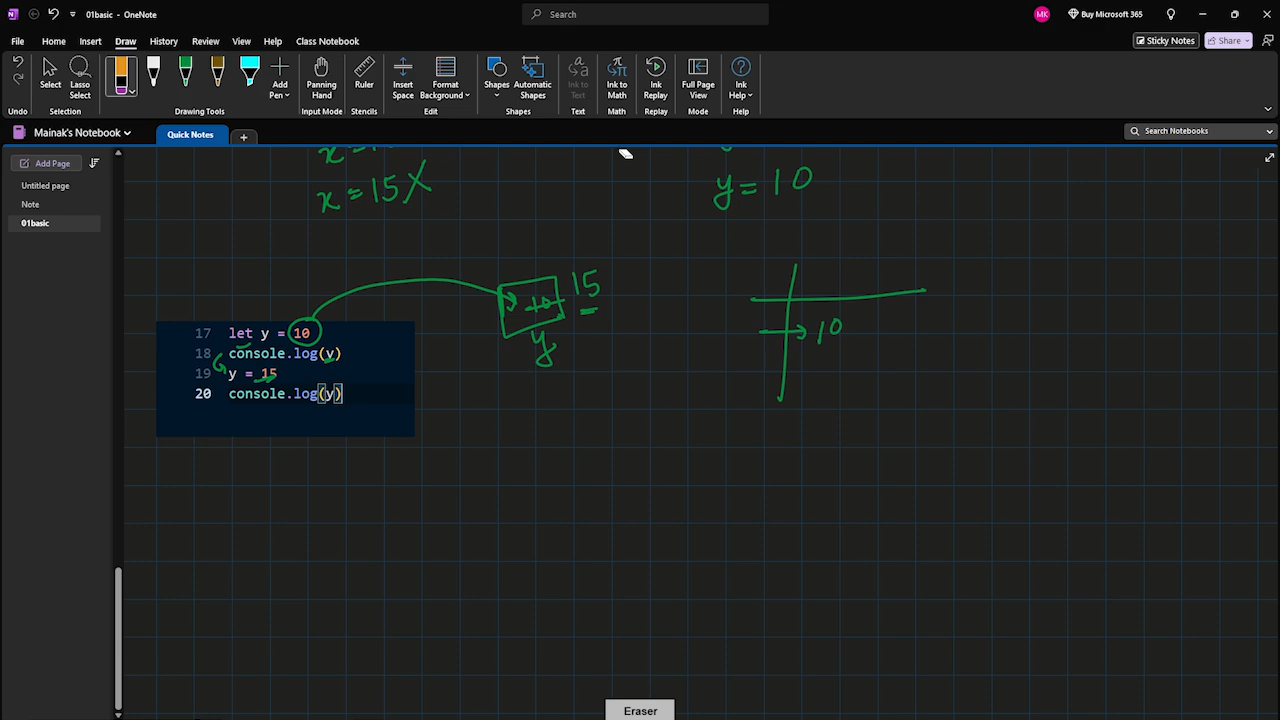 01basic - OneNote
Search
MK
Buy Microsoft 365
File Home Insert Draw History Review View Help Class Notebook
Sticky Notes
Share
Undo
Select
Lasso Select
Selection
Drawing Tools
Add Pen
Panning Hand
Input Mode
Ruler
Stencils
Insert Space
Format Background
Edit
Shapes
Automatic Shapes
Shapes
Ink to Text
Text
Ink to Math
Math
Ink Replay
Replay
Full Page View
Mode
Ink Help
Help
Mainak's Notebook
Quick Notes
+
Search Notebooks
Add Page
Untitled page
Note
01basic
x = 15 X
y = 10
15
y
10
17 let y = 10
18 console.log(y)
19 y = 15
20 console.log(y)
Eraser